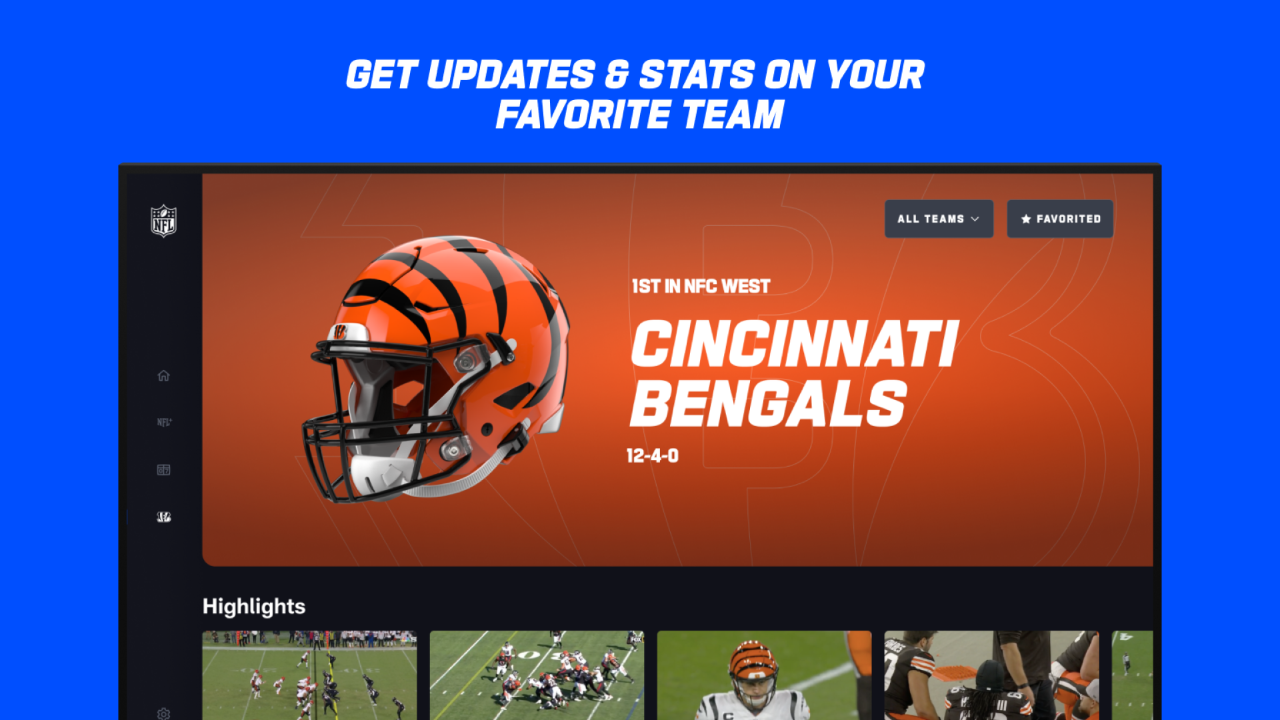 GET UPDATES & STATS ON YOUR
FAVORITE TEAM
NFL
ALL TEAMS
FAVORITED
1ST IN NFC WEST
CINCINNATI
BENGALS
12-4-0
NFL+
Highlights